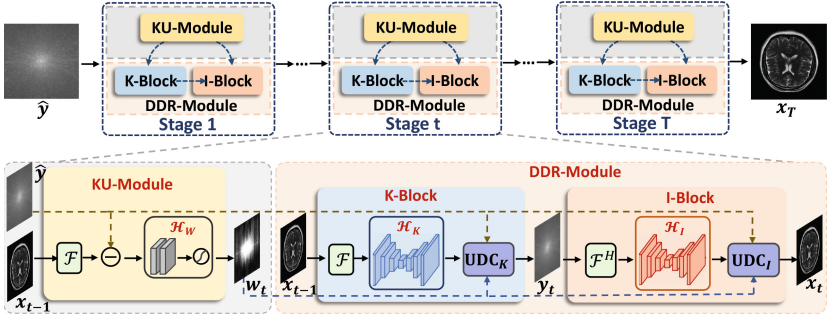 KU-Module
K-Block
I-Block
DDR-Module
Stage 1
ŷ
...
KU-Module
K-Block
I-Block
DDR-Module
Stage t
...
KU-Module
K-Block
I-Block
DDR-Module
Stage T
x_T
ŷ
KU-Module
x_{t−1}
ℱ
−
ℋ_W
w_t
DDR-Module
K-Block
x_{t−1}
ℱ
ℋ_K
UDC_K
y_t
I-Block
ℱ^H
ℋ_I
UDC_I
x_t